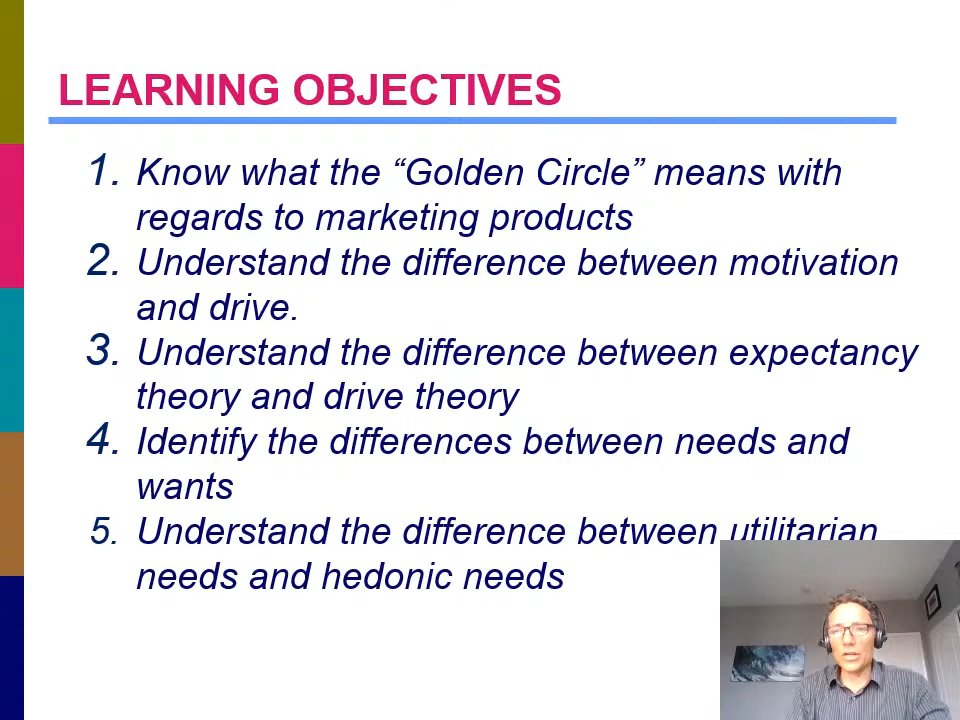 LEARNING OBJECTIVES
1. Know what the “Golden Circle” means with
regards to marketing products
2. Understand the difference between motivation
and drive.
3. Understand the difference between expectancy
theory and drive theory
4. Identify the differences between needs and
wants
5. Understand the difference between utilitarian
needs and hedonic needs